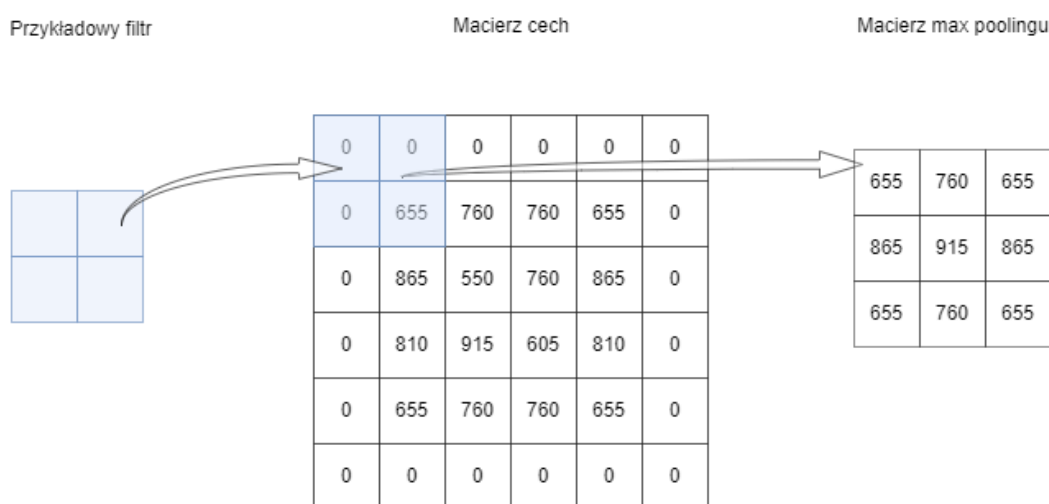 Przykładowy filtr
Macierz cech
Macierz max poolingu
0 0 0 0 0 0
0 655 760 760 655 0
0 865 550 760 865 0
0 810 915 605 810 0
0 655 760 760 655 0
0 0 0 0 0 0
655 760 655
865 915 865
655 760 655